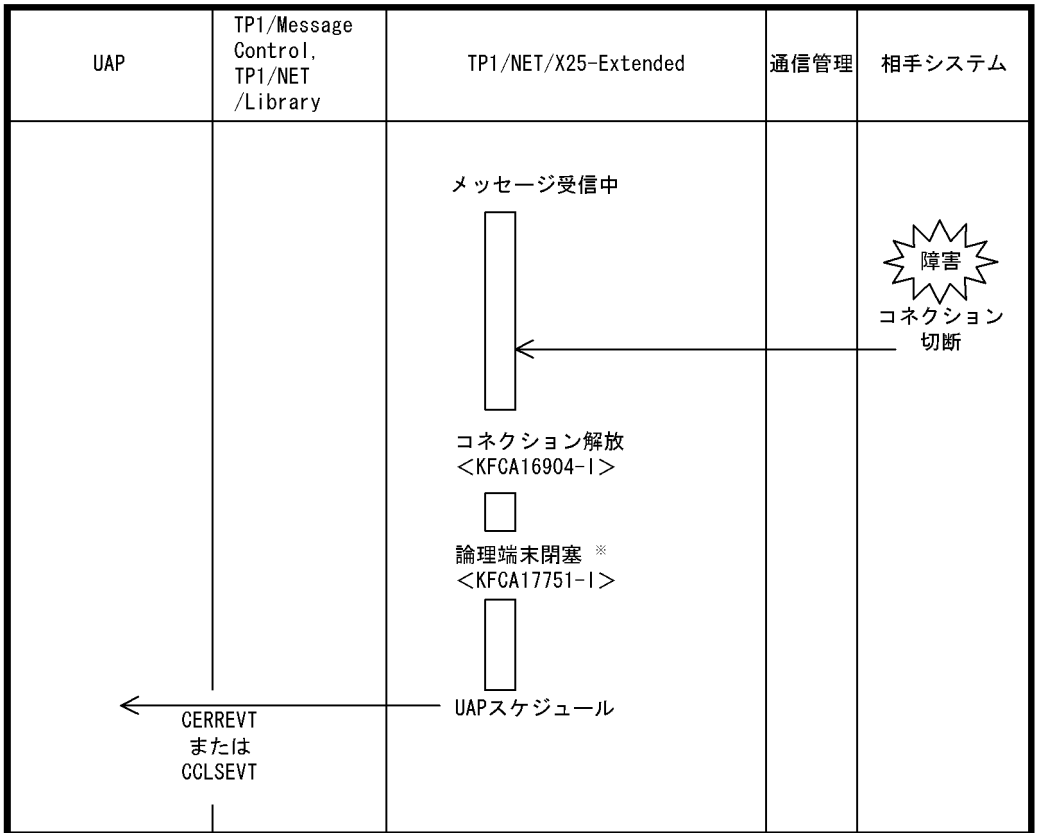 UAP
TP1/Message
Control,
TP1/NET
/Library
TP1/NET/X25-Extended
通信管理
相手システム
メッセージ受信中
障害
コネクション
切断
コネクション解放
＜KFCA16904-I＞
論理端末閉塞 ※
＜KFCA17751-I＞
UAPスケジュール
CERREVT
または
CCLSEVT